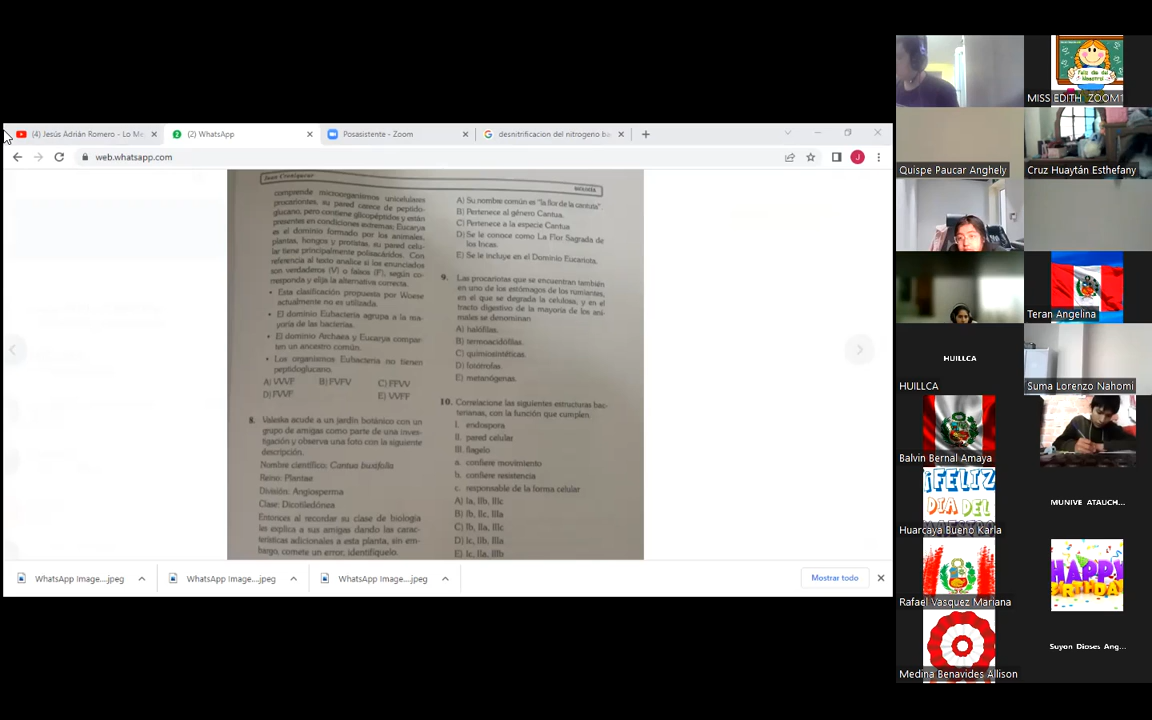 (4) Jesús Adrián Romero - Lo Me
(2) WhatsApp
Posasistente - Zoom
desnitrificacion del nitrogeno ba
web.whatsapp.com
comprende microorganismos unicelulares
procariontes, su pared carece de peptido-
glucano, pero contiene glicopéptidos y están
presentes en condiciones extremas; Eucarya
es el dominio formado por los animales,
plantas, hongos y protistas, su pared celu-
lar tiene principalmente polisacáridos. Con
referencia al texto analice si los enunciados
son verdaderos (V) o falsos (F), según co-
rresponda y elija la alternativa correcta.
• Esta clasificación propuesta por Woese
actualmente no es utilizada.
• El dominio Eubacteria agrupa a la ma-
yoría de las bacterias.
• El dominio Archaea y Eucarya compar-
ten un ancestro común.
• Los organismos Eubacteria no tienen
peptidoglucano.
A) VVVF B) FVFV C) FFVV
D) FVVF E) VVFF
8. Valeska acude a un jardín botánico con un
grupo de amigas como parte de una inves-
tigación y observa una foto con la siguiente
descripción.
Nombre científico: Cantua buxifolia
Reino: Plantae
División: Angiosperma
Clase: Dicotiledónea
Entonces al recordar su clase de biología
les explica a sus amigas dando las carac-
terísticas adicionales a esta planta, sin em-
bargo, comete un error, identifíquelo.
A) Su nombre común es "la flor de la cantuta".
B) Pertenece al género Cantua.
C) Pertenece a la especie Cantua
D) Se le conoce como La Flor Sagrada de
los Incas.
E) Se le incluye en el Dominio Eucariota.
9. Las procariotas que se encuentran también
en uno de los estómagos de los rumiantes,
en el que se degrada la celulosa, y en el
tracto digestivo de la mayoría de los ani-
males se denominan
A) halófilas.
B) termoacidófilas.
C) quimiosintéticas.
D) fotótrofas.
E) metanógenas.
10. Correlacione las siguientes estructuras bac-
terianas, con la función que cumplen
I. endospora
II. pared celular
III. flagelo
a. confiere movimiento
b. confiere resistencia
c. responsable de la forma celular
A) Ia, IIb, IIIc
B) Ib, IIc, IIIa
C) Ib, IIa, IIIc
D) Ic, IIb, IIIa
E) Ic, IIa, IIIb
WhatsApp Image....jpeg
WhatsApp Image....jpeg
WhatsApp Image....jpeg
Mostrar todo
MISS EDITH_ZOOM1
Quispe Paucar Anghely
Cruz Huaytán Esthefany
Teran Angelina
HUILLCA
HUILLCA
Suma Lorenzo Nahomi
Balvin Bernal Amaya
¡FELIZ
DIA DEL
Huarcaya Bueno Karla
MUNIVE ATAUCH...
Rafael Vasquez Mariana
HAPPY
Suyon Dioses Ang...
Medina Benavides Allison